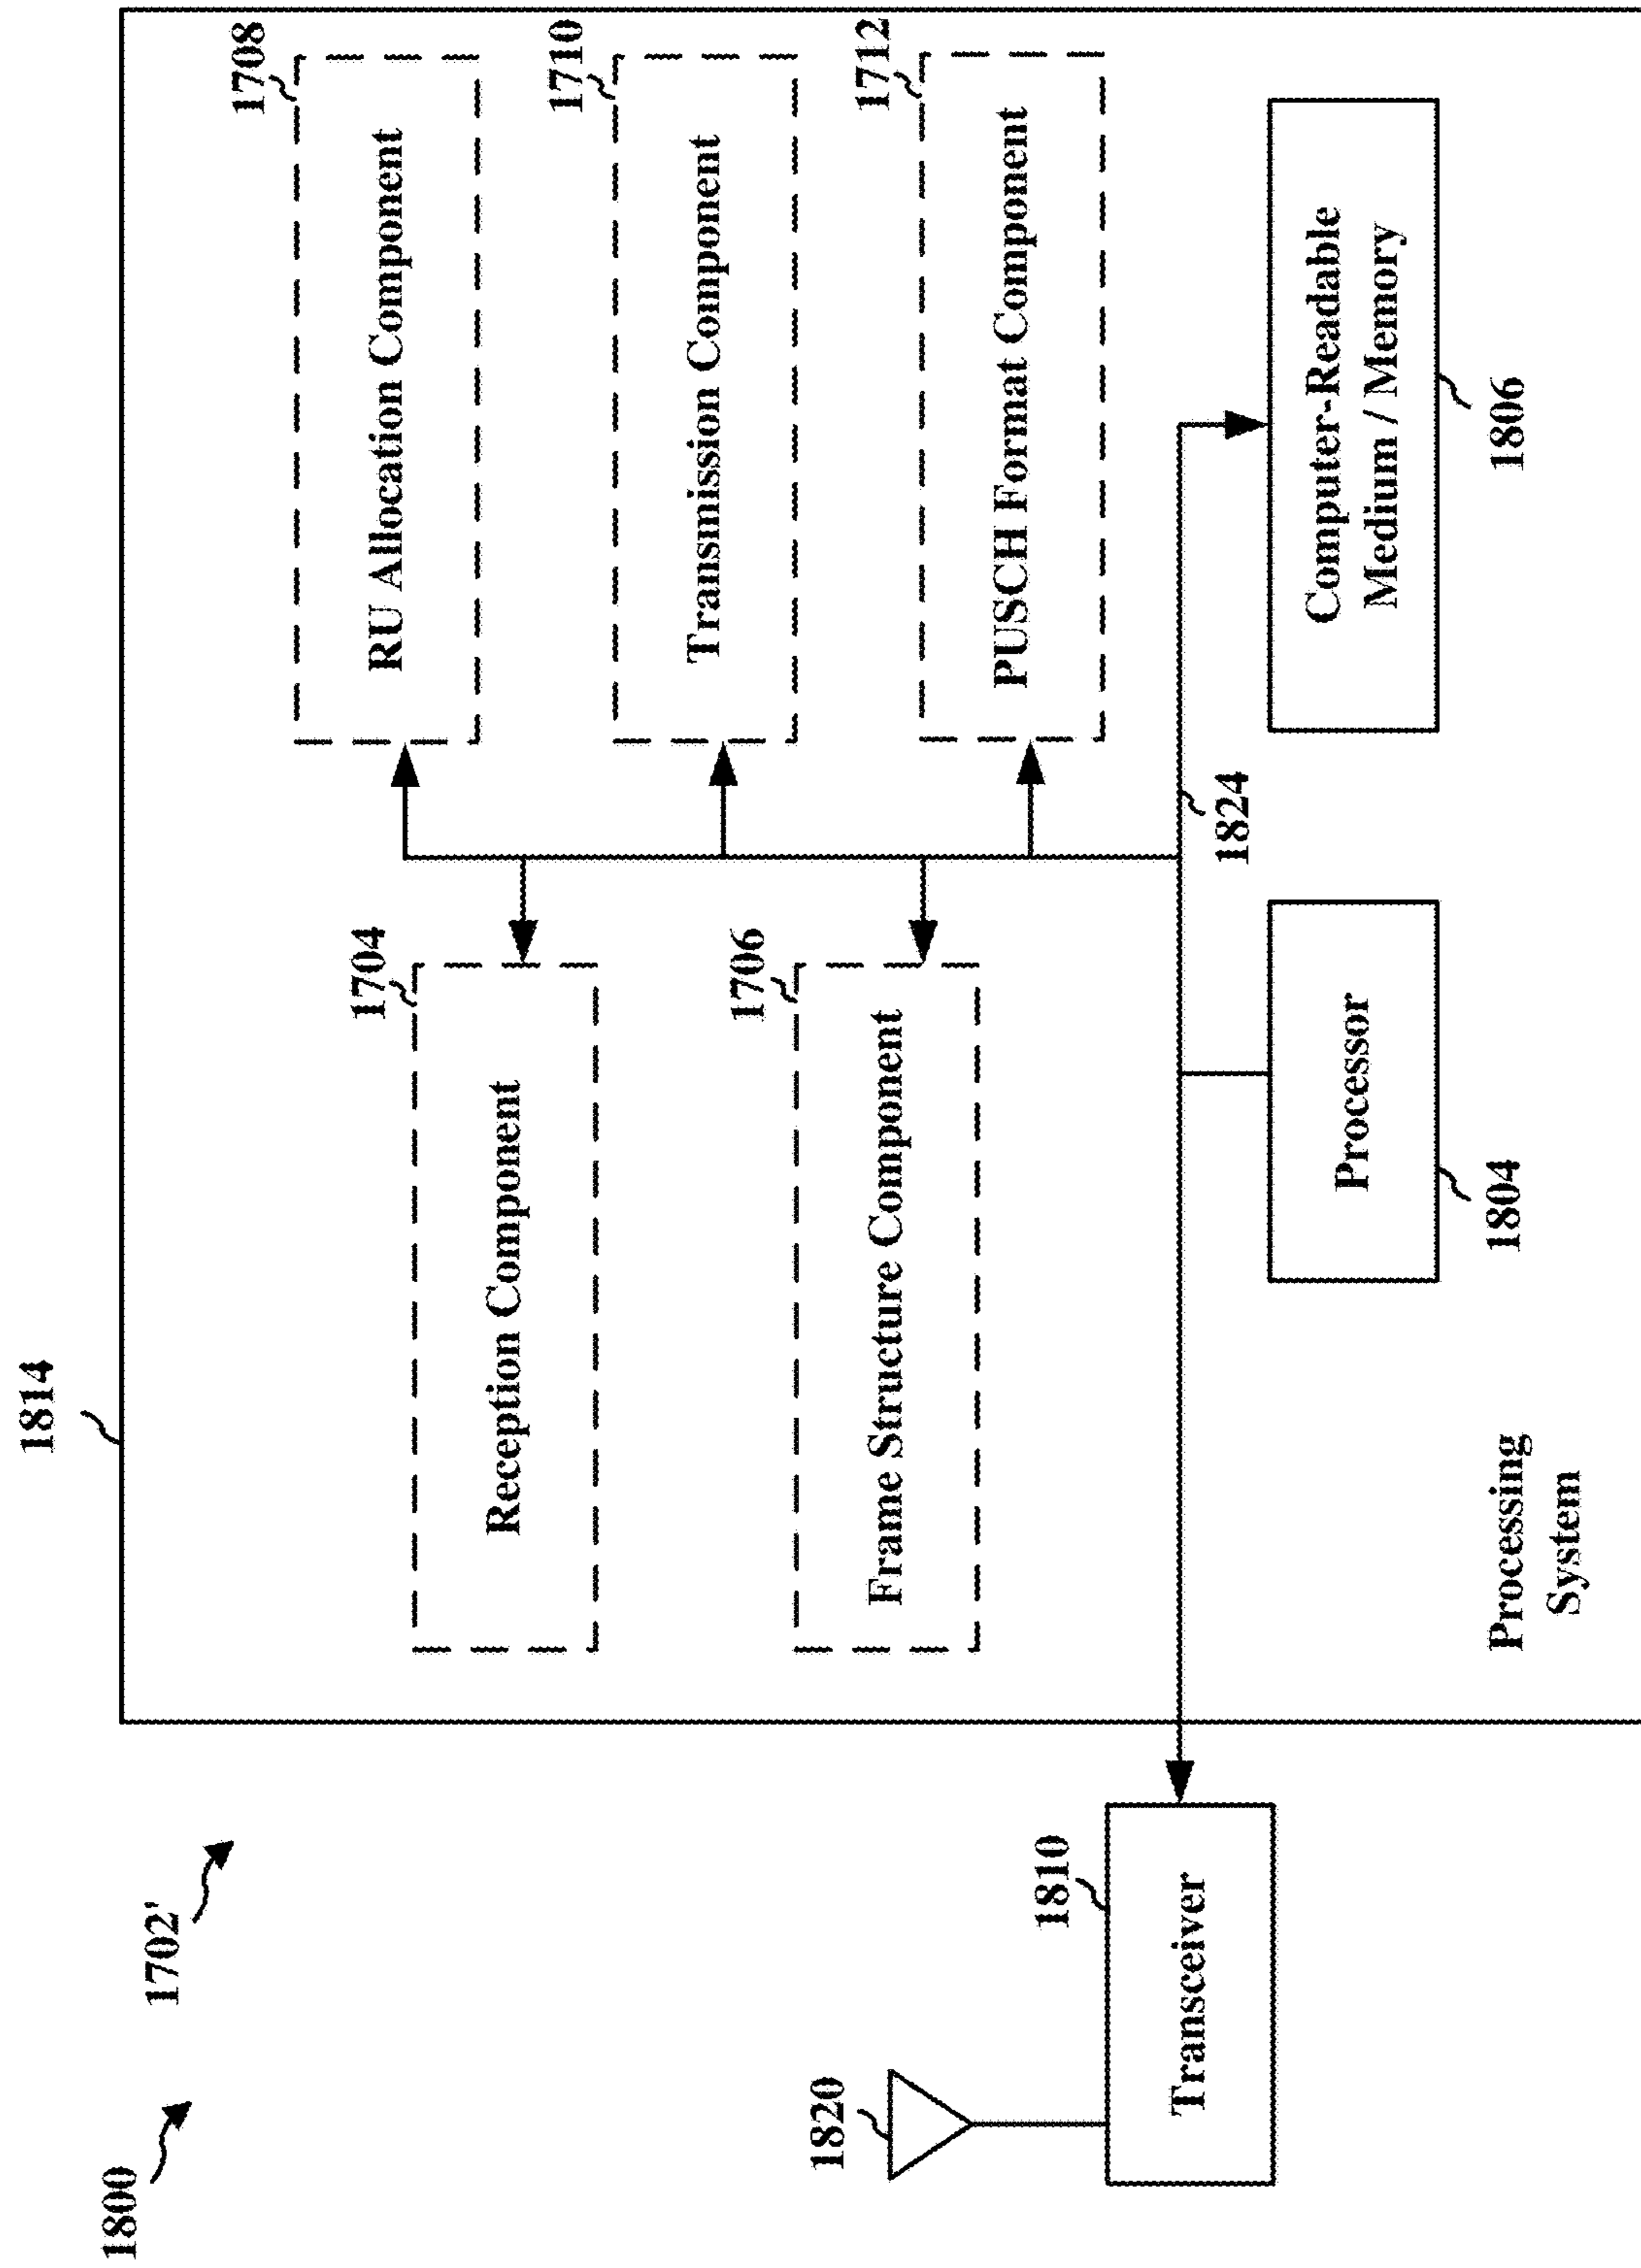 1800
1702'
1814
1704
Reception Component
1708
RU Allocation Component
1706
Frame Structure Component
1710
Transmission Component
1712
PUSCH Format Component
1820
1810
Transceiver
1824
Processor
1804
Computer-Readable
Medium / Memory
1806
Processing
System